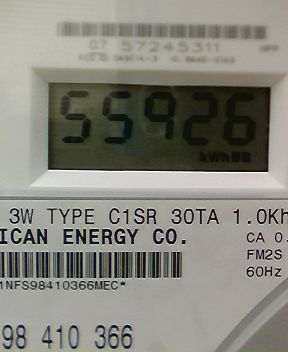 07 57245311
55926
kWh
3W TYPE C1SR 30TA 1.0Kh
ICAN ENERGY CO.
CA 0.
FM2S
60Hz
1NFS98410366MEC*
98 410 366